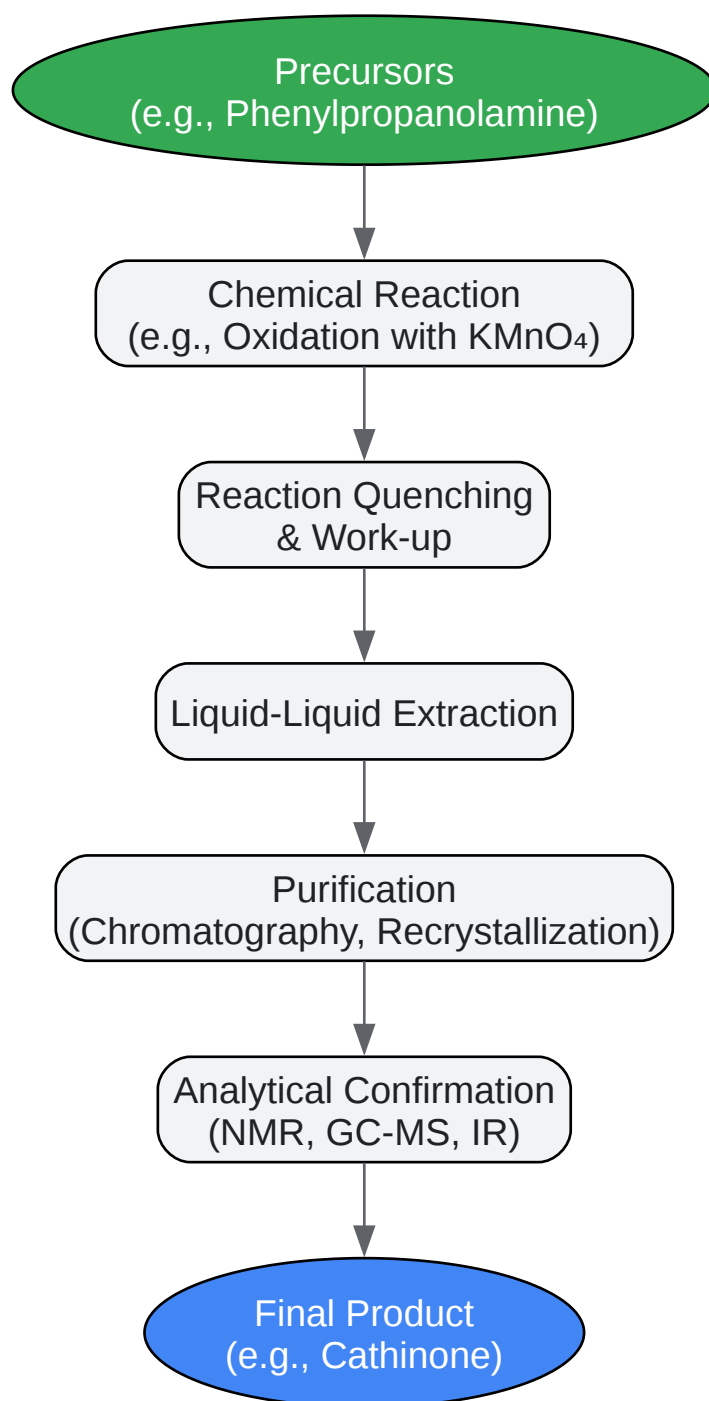 Precursors
(e.g., Phenylpropanolamine)
Chemical Reaction
(e.g., Oxidation with KMnO₄)
Reaction Quenching
& Work-up
Liquid-Liquid Extraction
Purification
(Chromatography, Recrystallization)
Analytical Confirmation
(NMR, GC-MS, IR)
Final Product
(e.g., Cathinone)